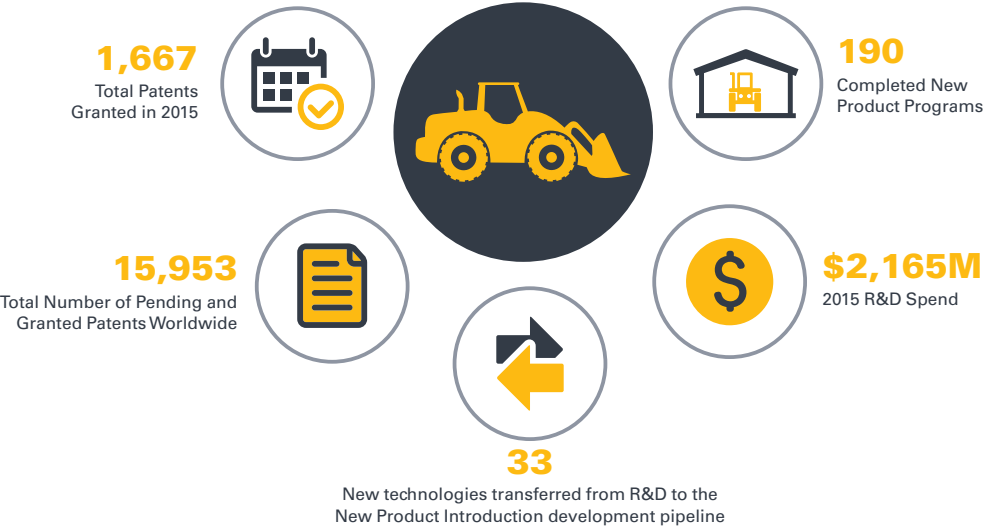 1,667
Total Patents
Granted in 2015
190
Completed New
Product Programs
15,953
Total Number of Pending and
Granted Patents Worldwide
$
$2,165M
2015 R&D Spend
33
New technologies transferred from R&D to the
New Product Introduction development pipeline